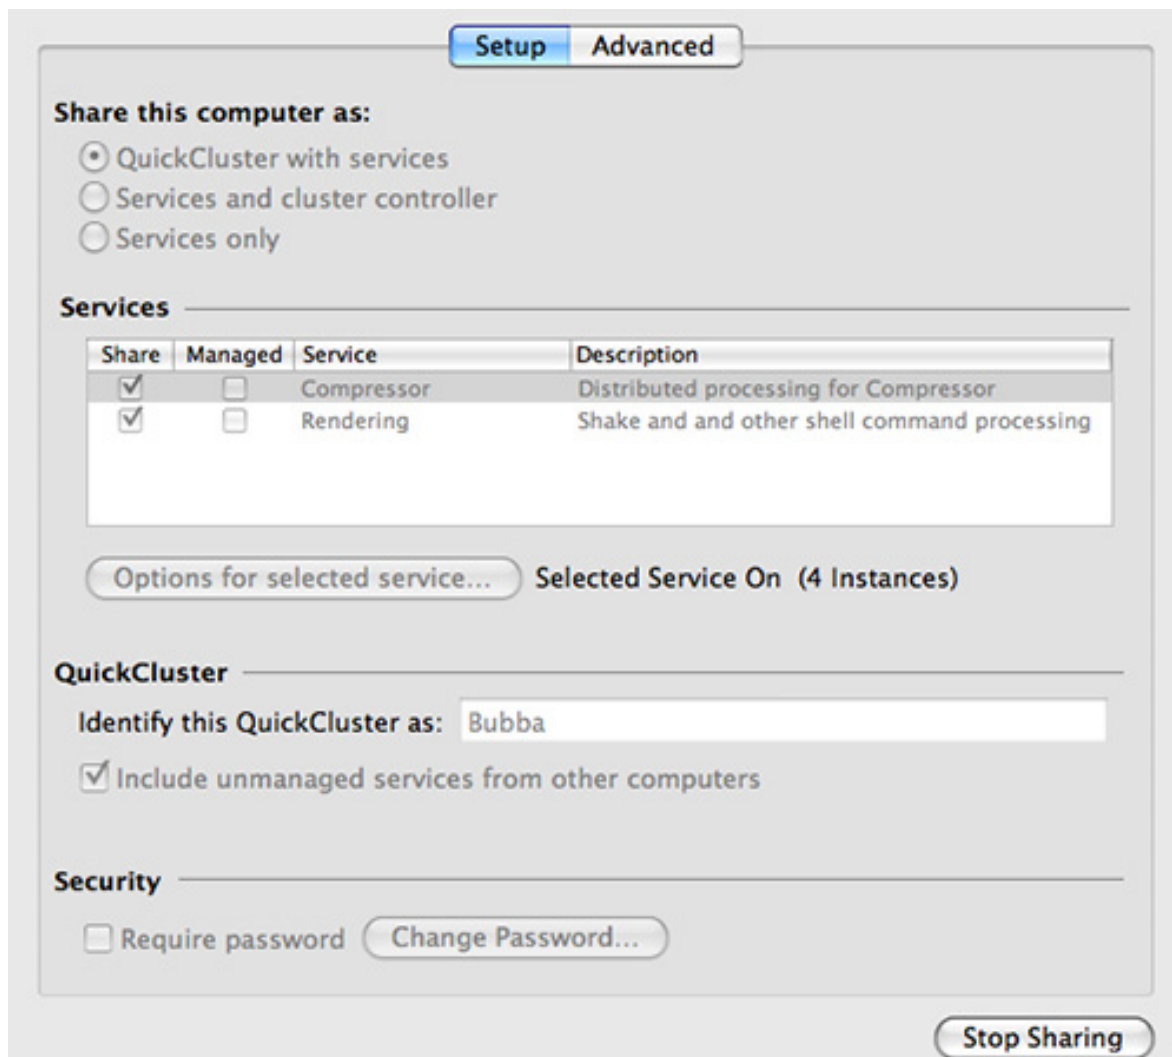 Setup Advanced
Share this computer as:
QuickCluster with services
Services and cluster controller
Services only
Services
Share Managed Service Description
Compressor Distributed processing for Compressor
Rendering Shake and and other shell command processing
Options for selected service... Selected Service On (4 Instances)
QuickCluster
Identify this QuickCluster as: Bubba
Include unmanaged services from other computers
Security
Require password Change Password...
Stop Sharing